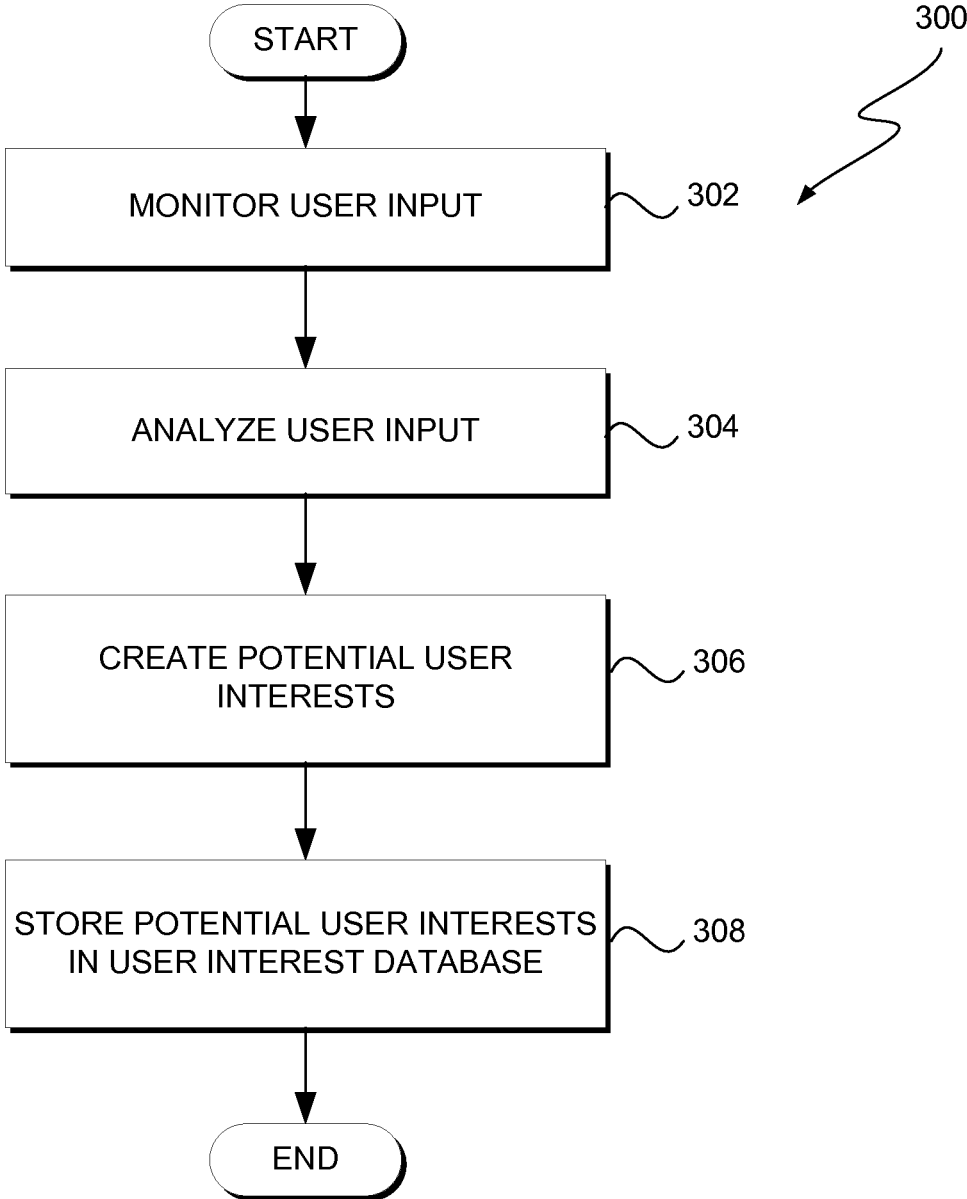 START
300
MONITOR USER INPUT
302
ANALYZE USER INPUT
304
CREATE POTENTIAL USER
INTERESTS
306
STORE POTENTIAL USER INTERESTS
IN USER INTEREST DATABASE
308
END